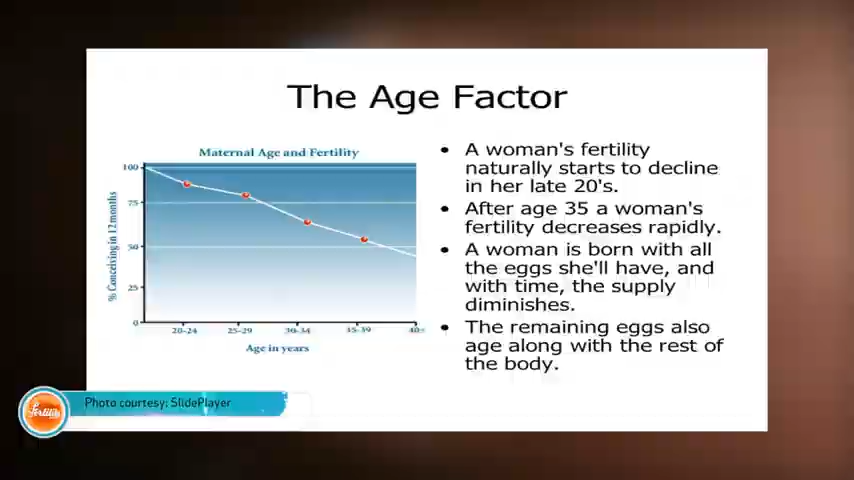 The Age Factor
Maternal Age and Fertility
100
75
50
25
0
% Conceiving in 12 months
20-24 25-29 30-34 35-39 40+
Age in years
• A woman's fertility
naturally starts to decline
in her late 20's.
• After age 35 a woman's
fertility decreases rapidly.
• A woman is born with all
the eggs she'll have, and
with time, the supply
diminishes.
• The remaining eggs also
age along with the rest of
the body.
Photo courtesy: SlidePlayer
fertility